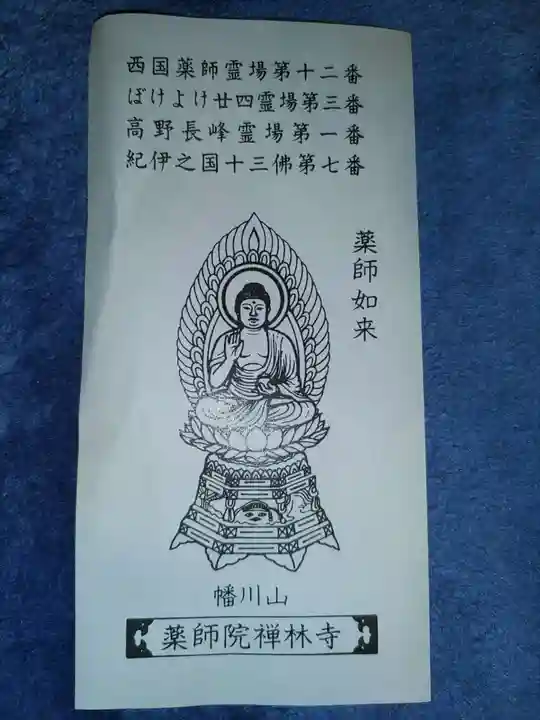 西国薬師霊場第十二番
ぼけよけ廿四霊場第三番
高野長峰霊場第一番
紀伊之国十三佛第七番
薬師如来
幡川山
薬師院禅林寺